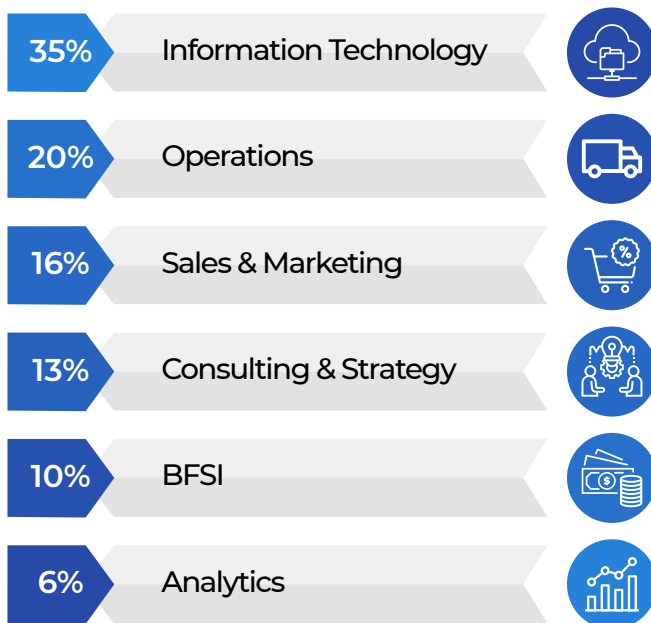 35% Information Technology
20% Operations
16% Sales & Marketing
%
13% Consulting & Strategy
10% BFSI
$
6% Analytics